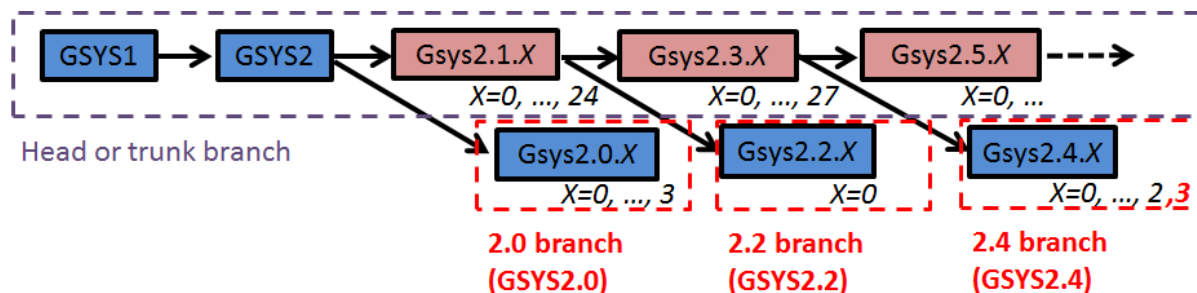 GSYS1
GSYS2
Gsys2.1.X
Gsys2.3.X
Gsys2.5.X
X=0, ..., 24
X=0, ..., 27
X=0, ...
Head or trunk branch
Gsys2.0.X
Gsys2.2.X
Gsys2.4.X
X=0, ..., 3
X=0
X=0, ..., 2,3
2.0 branch
(GSYS2.0)
2.2 branch
(GSYS2.2)
2.4 branch
(GSYS2.4)